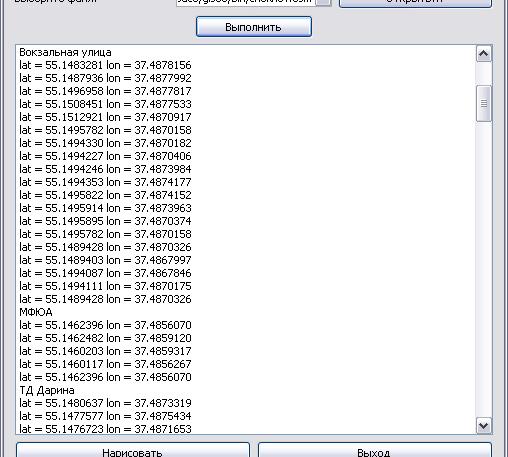 Выполнить
Вокзальная улица
lat = 55.1483281 lon = 37.4878156
lat = 55.1487936 lon = 37.4877992
lat = 55.1496958 lon = 37.4877817
lat = 55.1508451 lon = 37.4877533
lat = 55.1512921 lon = 37.4870917
lat = 55.1495782 lon = 37.4870158
lat = 55.1494330 lon = 37.4870182
lat = 55.1494227 lon = 37.4870406
lat = 55.1494246 lon = 37.4873984
lat = 55.1494353 lon = 37.4874177
lat = 55.1495822 lon = 37.4874152
lat = 55.1495914 lon = 37.4873963
lat = 55.1495895 lon = 37.4870374
lat = 55.1495782 lon = 37.4870158
lat = 55.1489428 lon = 37.4870326
lat = 55.1489403 lon = 37.4867997
lat = 55.1494087 lon = 37.4867846
lat = 55.1494111 lon = 37.4870175
lat = 55.1489428 lon = 37.4870326
МФЮА
lat = 55.1462396 lon = 37.4856070
lat = 55.1462482 lon = 37.4859120
lat = 55.1460203 lon = 37.4859317
lat = 55.1460117 lon = 37.4856267
lat = 55.1462396 lon = 37.4856070
ТД Дарина
lat = 55.1480637 lon = 37.4873319
lat = 55.1477577 lon = 37.4875434
lat = 55.1476723 lon = 37.4871653
Нарисовать Выход